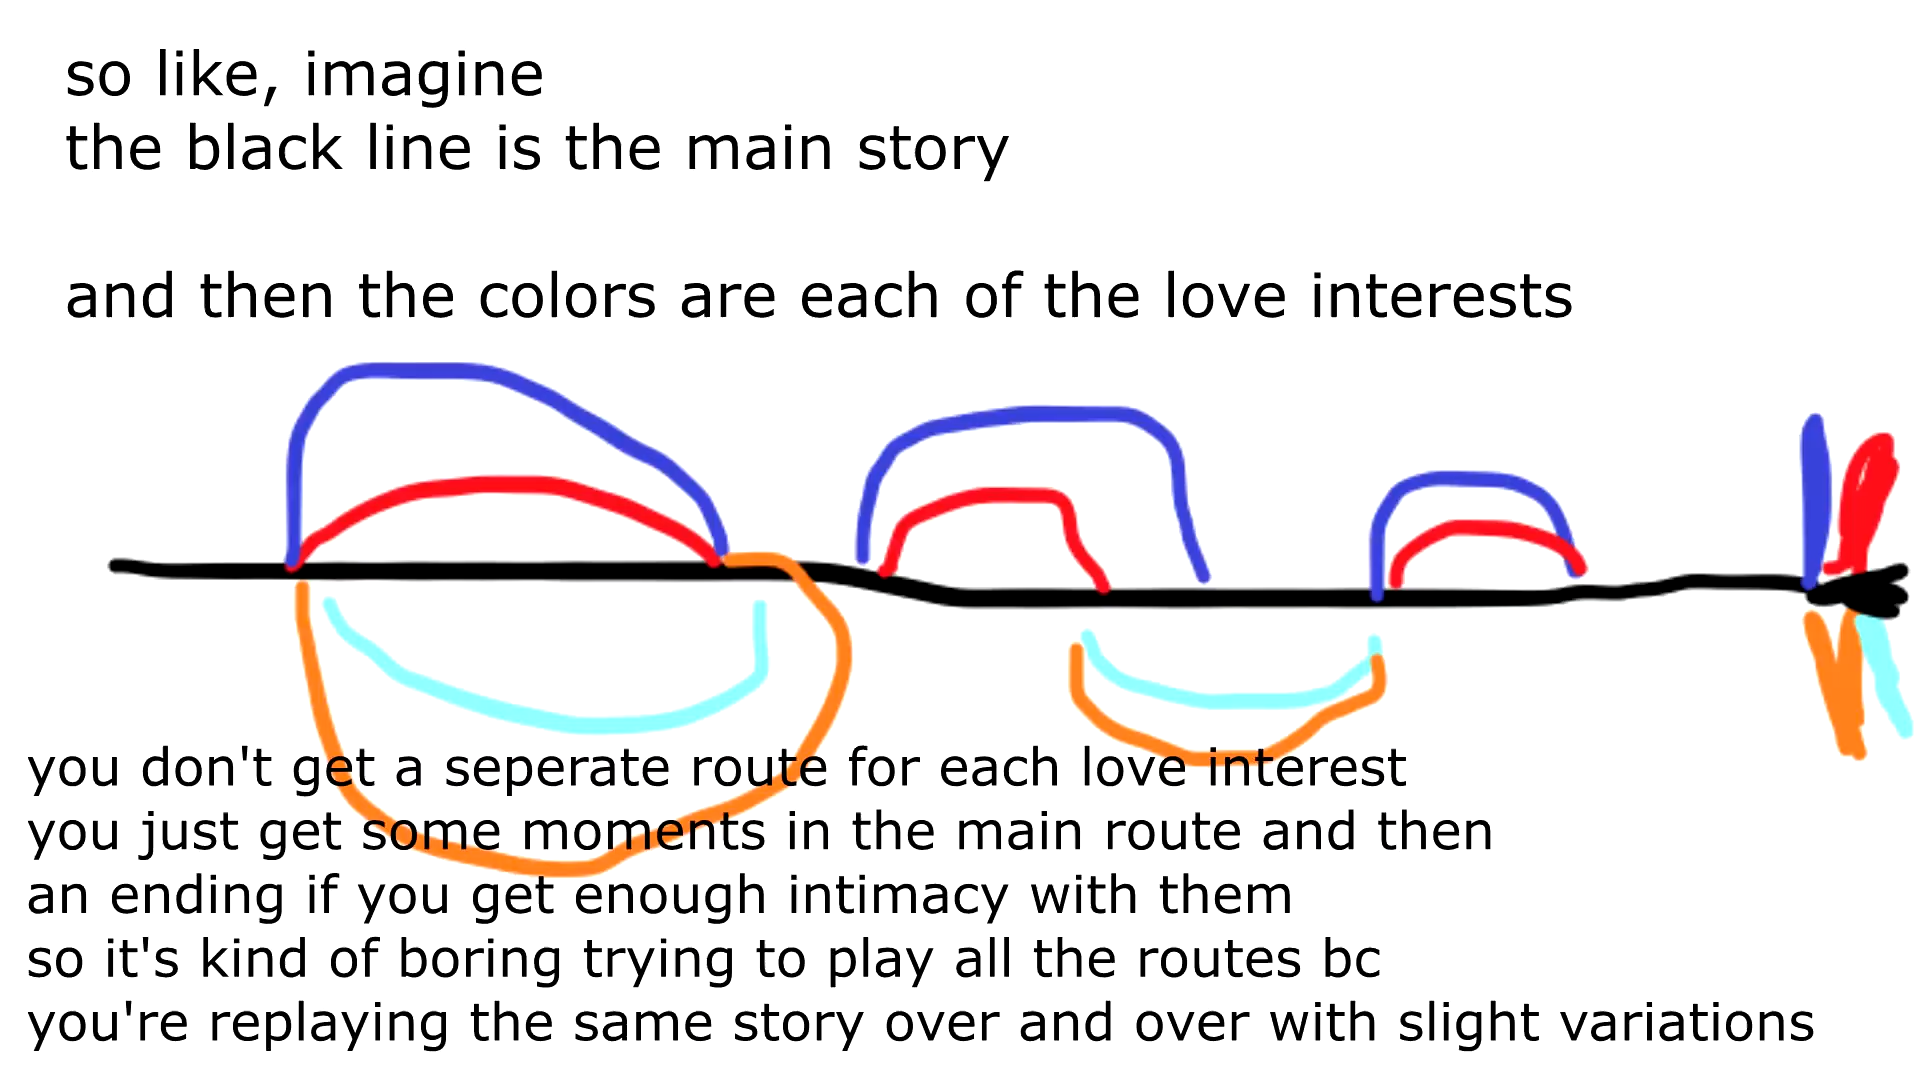 so like, imagine
the black line is the main story
and then the colors are each of the love interests
you don't get a seperate route for each love interest
you just get some moments in the main route and then
an ending if you get enough intimacy with them
so it's kind of boring trying to play all the routes bc
you're replaying the same story over and over with slight variations